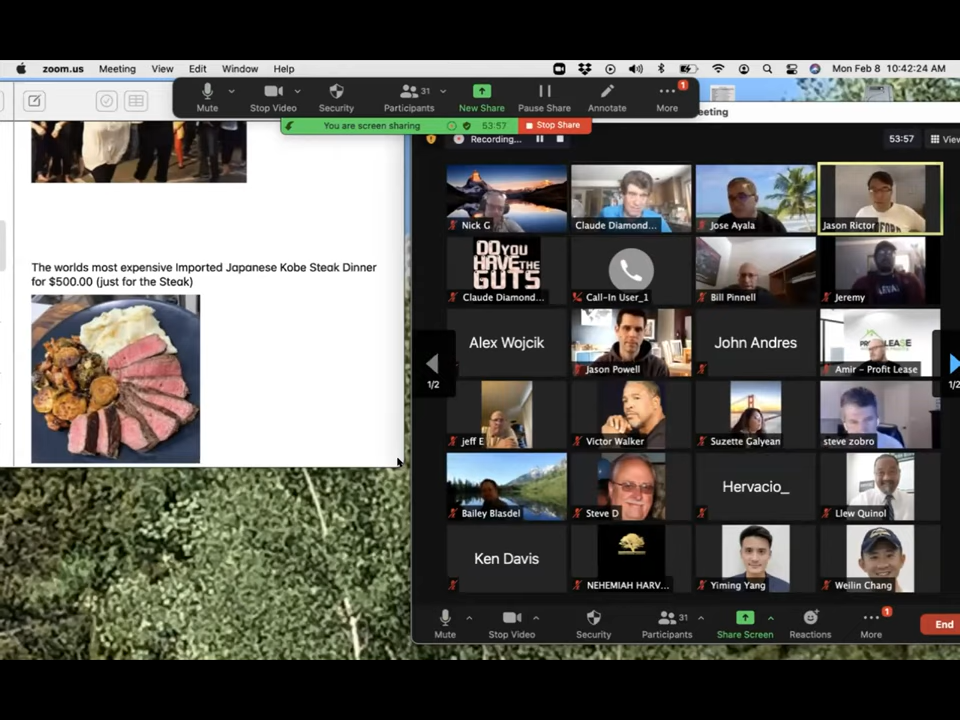 zoom.us Meeting View Edit Window Help Mon Feb 8 10:42:24 AM
Mute Stop Video Security Participants 31 New Share Pause Share Annotate More 1
You are screen sharing 53:57 Stop Share
eeting
Recording... 53:57 View
Nick G Claude Diamond... Jose Ayala Jason Rictor
The worlds most expensive Imported Japanese Kobe Steak Dinner
for $500.00 (just for the Steak)
DO YOU
HAVE THE
GUTS
Claude Diamond... Call-In User_1 Bill Pinnell Jeremy
Alex Wojcik Jason Powell John Andres Amir - Profit Lease
1/2 1/2
jeff E Victor Walker Suzette Galyean steve zobro
Bailey Blasdel Steve D Hervacio_ Llew Quinol
Ken Davis NEHEMIAH HARV... Yiming Yang Weilin Chang
Mute Stop Video Security Participants 31 Share Screen Reactions More 1 End